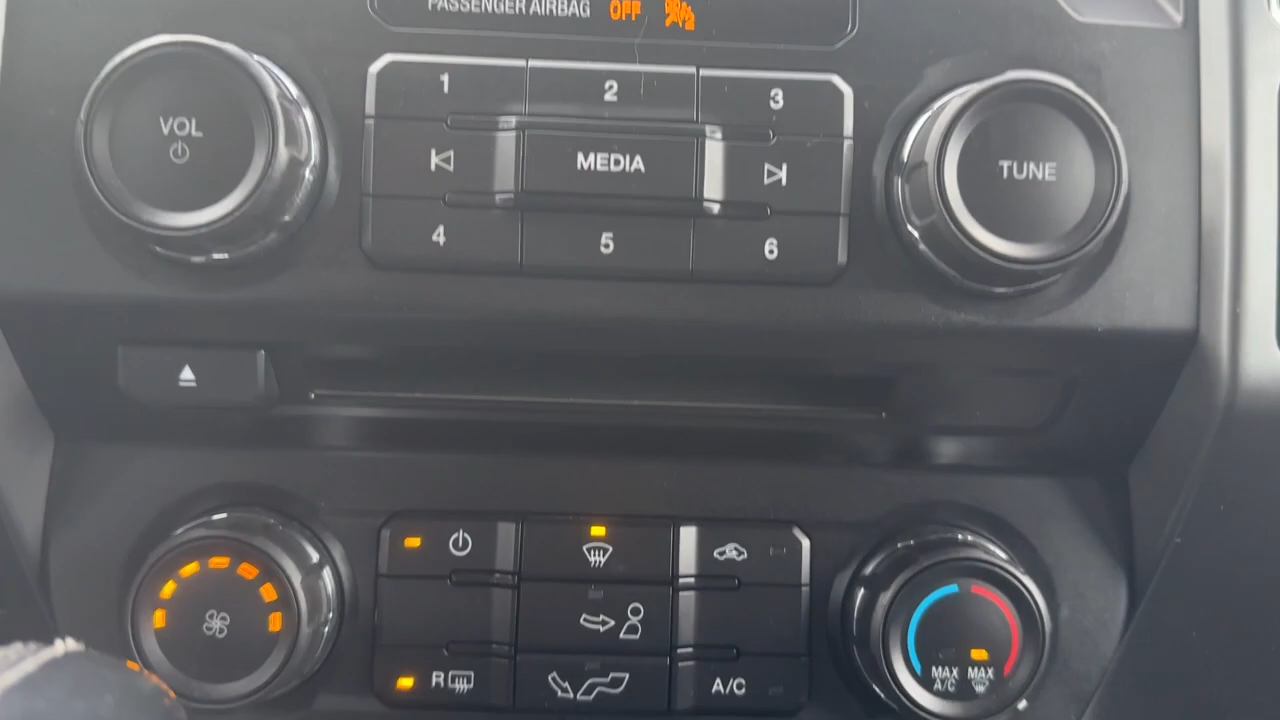 PASSENGER AIRBAG OFF
VOL
1 2 3
MEDIA
4 5 6
TUNE
R
A/C
MAX A/C
MAX